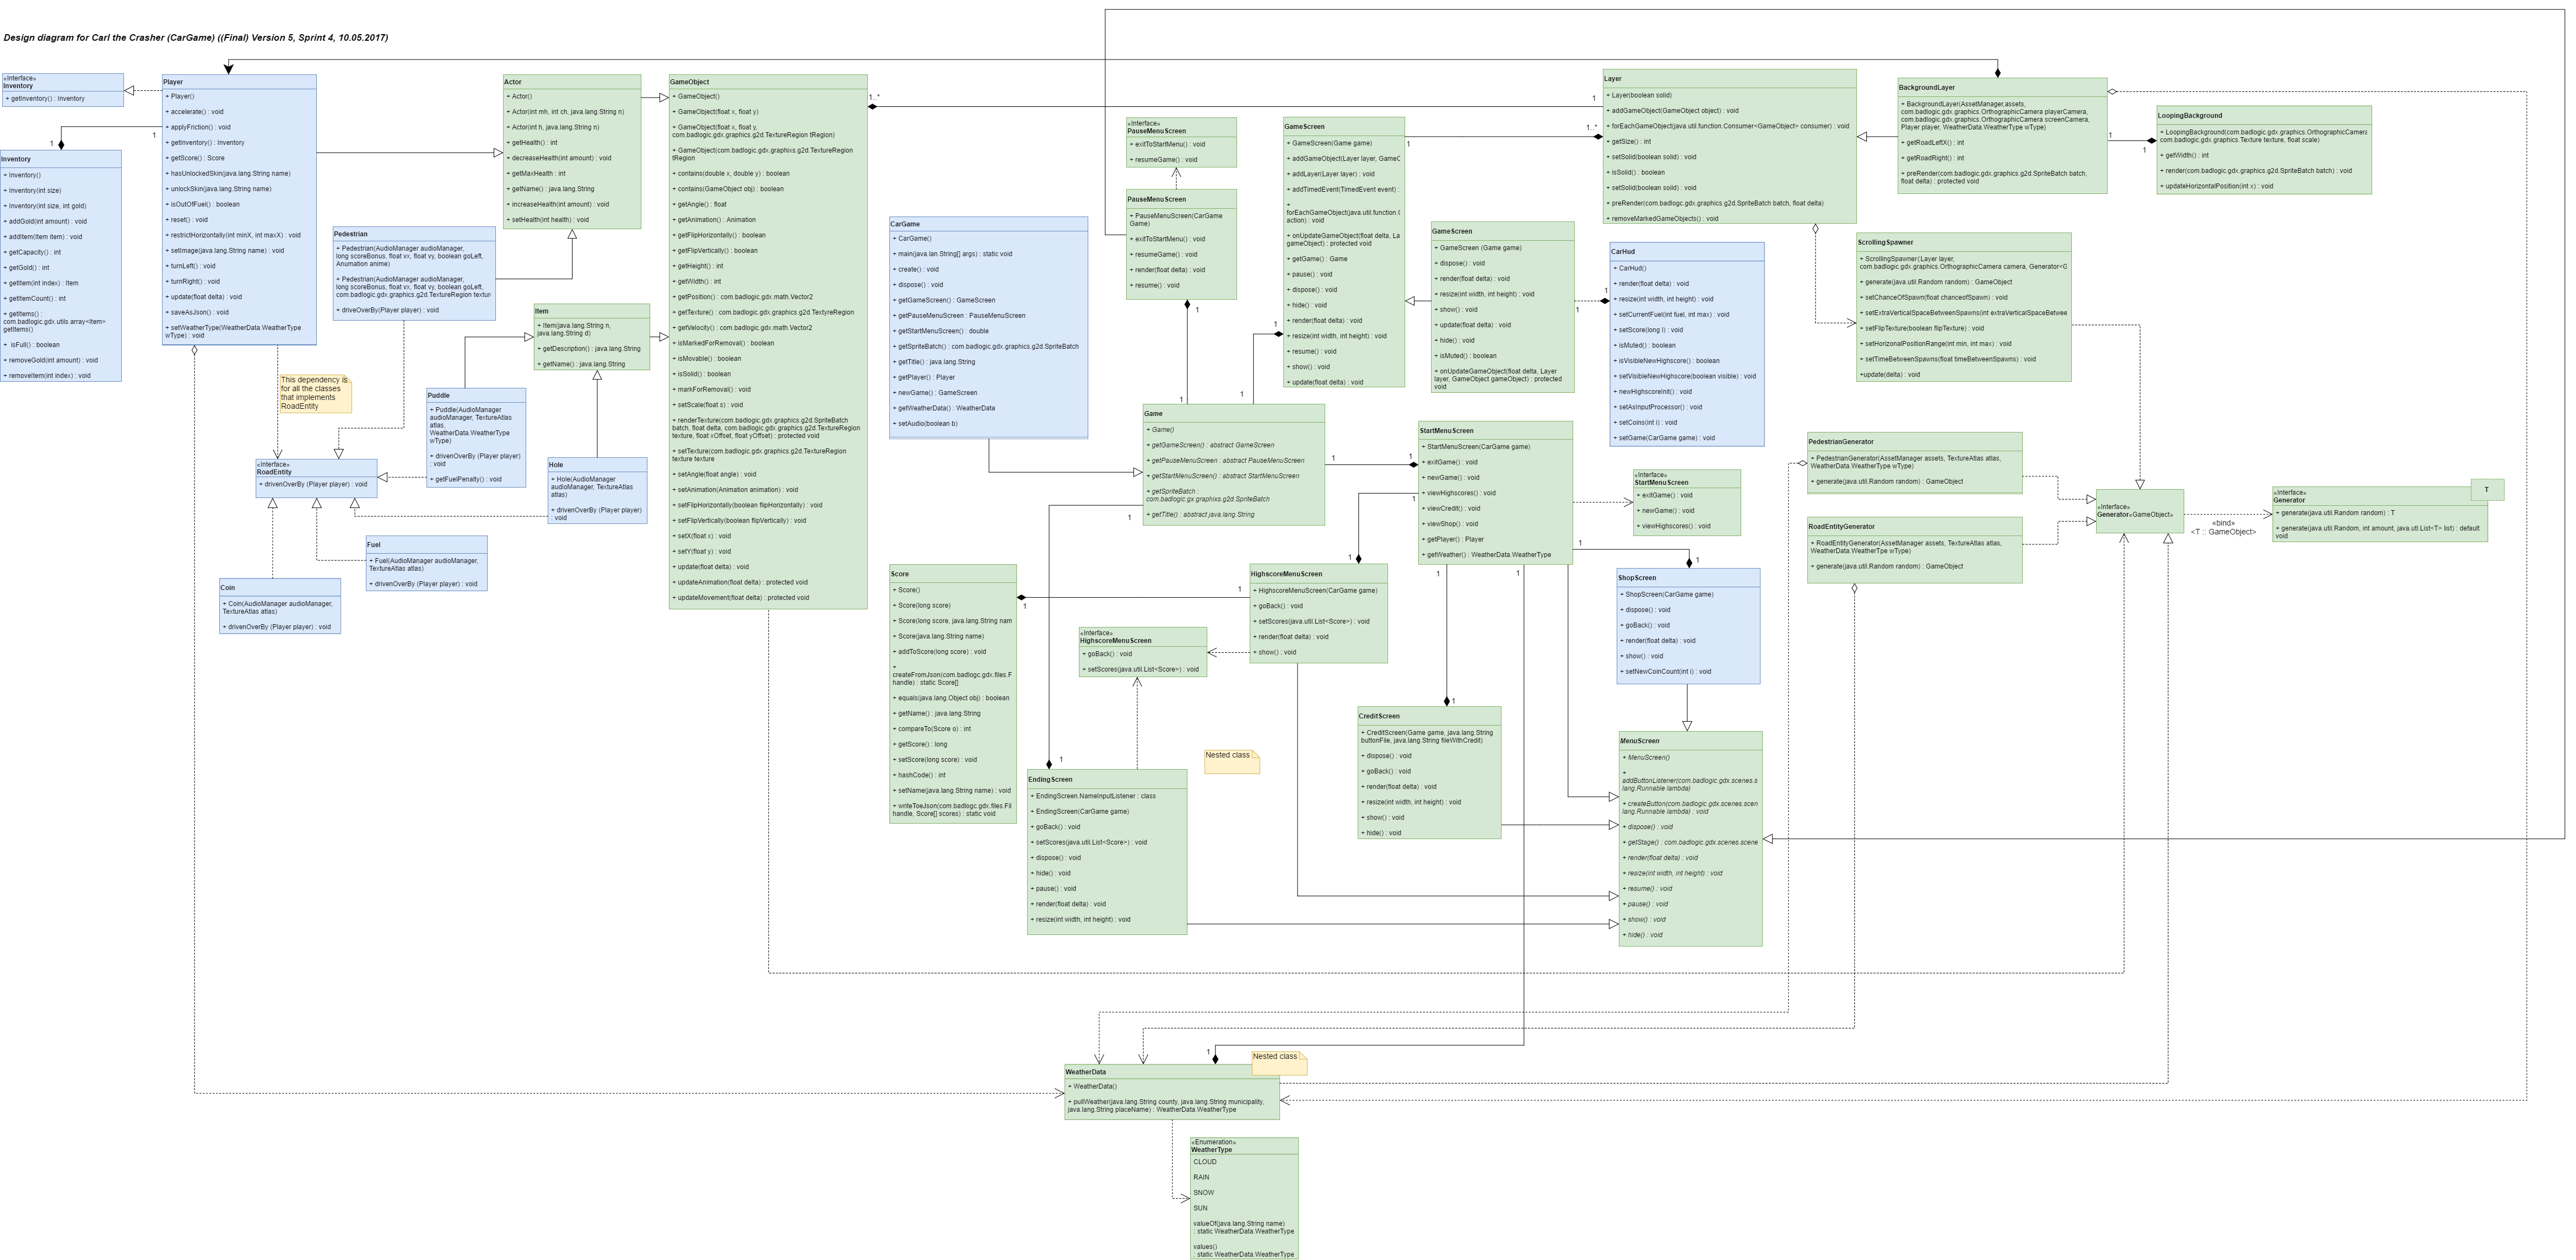 Design diagram for Carl the Crasher (CarGame) ((Final) Version 5, Sprint 4, 10.05.2017)
«Interface»
Inventory
+ getInventory() : Inventory
1
1
Inventory
+ Inventory()
+ Inventory(int size)
+ Inventory(int size, int gold)
+ addGold(int amount) : void
+ addItem(Item item) : void
+ getCapacity() : int
+ getGold() : int
+ getItem(int index) : Item
+ getItemCount() : int
+ getItems() :
com.badlogic.gdx.utils.array<Item>
getItems()
+ isFull() : boolean
+ removeGold(int amount) : void
+ removeItem(int index) : void
Player
+ Player()
+ accelerate() : void
+ applyFriction() : void
+ getInventory() : Inventory
+ getScore() : Score
+ hasUnlockedSkin(java.lang.String name)
+ unlockSkin(java.lang.String name)
+ isOutOfFuel() : boolean
+ reset() : void
+ restrictHorizontally(int minX, int maxX) : void
+ setImage(java.lang.String name) : void
+ turnLeft() : void
+ turnRight() : void
+ update(float delta) : void
+ saveAsJson() : void
+ setWeatherType(WeatherData.WeatherType
wType) : void
This dependency is
for all the classes
that implements
RoadEntity
Pedestrian
+ Pedestrian(AudioManager audioManager,
long scoreBonus, float vx, float vy, boolean goLeft,
Anumation anime)
+ Pedestrian(AudioManager audioManager,
long scoreBonus, float vx, float vy, boolean goLeft,
com.badlogic.gdx.graphics.g2d.TextureRegion textur
+ driveOverBy(Player player) : void
«Interface»
RoadEntity
+ drivenOverBy (Player player) : void
Coin
+ Coin(AudioManager audioManager,
TextureAtlas atlas)
+ drivenOverBy (Player player) : void
Fuel
+ Fuel(AudioManager audioManager,
TextureAtlas atlas)
+ drivenOverBy (Player player) : void
Puddle
+ Puddle(AudioManager
audioManager, TextureAtlas
atlas,
WeatherData.WeatherType
wType)
+ drivenOverBy (Player player)
: void
+ getFuelPenalty() : void
Hole
+ Hole(AudioManager
audioManager, TextureAtlas
atlas)
+ drivenOverBy (Player player)
: void
Actor
+ Actor()
+ Actor(int mh, int ch, java.lang.String n)
+ Actor(int h, java.lang.String n)
+ getHealth() : int
+ decreaseHealth(int amount) : void
+ getMaxHealth : int
+ getName() : java.lang.String
+ increaseHealth(int amount) : void
+ setHealth(int health) : void
Item
+ Item(java.lang.String n,
java.lang.String d)
+ getDescription() : java.lang.String
+ getName() : java.lang.String
GameObject
+ GameObject()
+ GameObject(float x, float y)
+ GameObject(float x, float y,
com.badlogic.gdx.graphics.g2d.TextureRegion tRegion)
+ GameObject(com.badlogic.gdx.graphixs.g2d.TextureRegion
tRegion
+ contains(double x, double y) : boolean
+ contains(GameObject obj) : boolean
+ getAngle() : float
+ getAnimation() : Animation
+ getFlipHorizontally() : boolean
+ getFlipVertically() : boolean
+ getHeight() : int
+ getWidth() : int
+ getPosition() : com.badlogic.gdx.math.Vector2
+ getTexture() : com.badlogic.gdx.graphixs.g2d.TextyreRegion
+ getVelocity() : com.badlogic.gdx.math.Vector2
+ isMarkedForRemoval() : boolean
+ isMovable() : boolean
+ isSolid() : boolean
+ markForRemoval() : void
+ setScale(float s) : void
+ renderTexture(com.badlogic.gdx.graphixs.g2d.SpriteBatch
batch, float delta, com.badlogic.gdx.graphics.g2d.TextureRegion
texture, float xOffset, float yOffset) : protected void
+ setTexture(com.badlogic.gdx.graphixs.g2d.TextureRegion
texture texture
+ setAngle(float angle) : void
+ setAnimation(Animation animation) : void
+ setFlipHorizontally(boolean flipHorizontally) : void
+ setFlipVertically(boolean flipVertically) : void
+ setX(float x) : void
+ setY(float y) : void
+ update(float delta) : void
+ updateAnimation(float delta) : protected void
+ updateMovement(float delta) : protected void
1..*
1
CarGame
+ CarGame()
+ main(java.lan.String[] args) : static void
+ create() : void
+ dispose() : void
+ getGameScreen() : GameScreen
+ getPauseMenuScreen : PauseMenuScreen
+ getStartMenuScreen() : double
+ getSpriteBatch() : com.badlogic.gdx.graphics.g2d.SpriteBatch
+ getTitle() : java.lang.String
+ getPlayer() : Player
+ newGame() : GameScreen
+ getWeatherData() : WeatherData
+ setAudio(boolean b)
Score
+ Score()
+ Score(long score)
+ Score(long score, java.lang.String nam
+ Score(java.lang.String name)
+ addToScore(long score) : void
+
createFromJson(com.badlogc.gdx.files.F
handle) : static Score[]
+ equals(java.lang.Object obj) : boolean
+ getName() : java.lang.String
+ compareTo(Score o) : int
+ getScore() : long
+ setScore(long score) : void
+ hashCode() : int
+ setName(java.lang.String name) : void
+ writeToeJson(com.badlogc.gdx.files.Fil
handle, Score[] scores) : static void
«Interface»
PauseMenuScreen
+ exitToStartMenu() : void
+ resumeGame() : void
PauseMenuScreen
+ PauseMenuScreen(CarGame
Game)
+ exitToStartMenu() : void
+ resumeGame() : void
+ render(float delta) : void
+ resume() : void
1
1
Game
+ Game()
+ getGameScreen() : abstract GameScreen
+ getPauseMenuScreen : abstract PauseMenuScreen
+ getStartMenuScreen() : abstract StartMenuScreen
+ getSpriteBatch :
com.badlogic.gx.graphixs.g2d.SpriteBatch
+ getTitle() : abstract java.lang.String
1
1
1
1
1
1
GameScreen
+ GameScreen(Game game)
+ addGameObject(Layer layer, GameC
+ addLayer(Layer layer) : void
+ addTimedEvent(TimedEvent event) :
+
forEachGameObject(java.util.function.C
action) : void
+ onUpdateGameObject(float delta, La
gameObject) : protected void
+ getGame() : Game
+ pause() : void
+ dispose() : void
+ hide() : void
+ render(float delta) : void
+ resize(int width, int height) : void
+ resume() : void
+ show() : void
+ update(float delta) : void
1
1..*
GameScreen
+ GameScreen (Game game)
+ dispose() : void
+ render(float delta) : void
+ resize(int width, int height) : void
+ show() : void
+ update(float delta) : void
+ hide() : void
+ isMuted() : boolean
+ onUpdateGameObject(float delta, Layer
layer, GameObject gameObject) : protected
void
1
1
CarHud
+ CarHud()
+ render(float delta) : void
+ resize(int width, int height) : void
+ setCurrentFuel(int fuel, int max) : void
+ setScore(long l) : void
+ isMuted() : boolean
+ isVisibleNewHighscore() : boolean
+ setVisibleNewHighscore(boolean visible) : void
+ newHighscoreInit() : void
+ setAsInputProcessor() : void
+ setCoins(int i) : void
+ setGame(CarGame game) : void
Layer
+ Layer(boolean solid)
+ addGameObject(GameObject object) : void
+ forEachGameObject(java.util.function.Consumer<GameObject> consumer) : void
+ getSize() : int
+ setSolid(boolean solid) : void
+ isSolid() : boolean
+ setSolid(boolean solid) : void
+ preRender(com.badlogic.gdx.graphics.g2d.SpriteBatch batch, float delta)
+ removeMarkedGameObjects() : void
BackgroundLayer
+ BackgroundLayer(AssetManager,assets,
com.badlogic.gdx.graphics.OrthographicCamera playerCamera,
com.badlogic.gdx.graphics.OrthographicCamera screenCamera,
Player player, WeatherData.WeatherType wType)
+ getRoadLeftX() : int
+ getRoadRight() : int
+ preRender(com.badlogic.gdx.graphics.g2d.SpriteBatch batch,
float delta) : protected void
1
1
LoopingBackground
+ LoopingBackground(com.badlogic.gdx.graphics.OrthographicCamera
com.badlogic.gdx.graphics.Texture texture, float scale)
+ getWidth() : int
+ render(com.badlogic.gdx.graphics.g2d.SpriteBatch batch) : void
+ updateHorizontalPosition(int x) : void
ScrollingSpawner
+ ScrollingSpawner(Layer layer,
com.badlogic.gdx.graphics.OrthographicCamera camera, Generator<G
+ generate(java.util.Random random) : GameObject
+ setChanceOfSpawn(float chanceofSpawn) : void
+ setExtraVerticalSpaceBetweenSpawns(int extraVerticalSpaceBetwee
+ setFlipTexture(boolean flipTexture) : void
+ setHorizonalPositionRange(int min, int max) : void
+ setTimeBetweenSpawns(float timeBetweenSpawns) : void
+update(delta) : void
PedestrianGenerator
+ PedestrianGenerator(AssetManager assets, TextureAtlas atlas,
WeatherData.WeatherType wType)
+ generate(java.util.Random random) : GameObject
RoadEntityGenerator
+ RoadEntityGenerator(AssetManager assets, TextureAtlas atlas,
WeatherData.WeatherTpe wType)
+ generate(java.util.Random random) : GameObject
«Interface»
Generator«GameObject»
«bind»
<T :: GameObject>
T
«Interface»
Generator
+ generate(java.util.Random random) : T
+ generate(java.util.Random, int amount, java.util.List<T> list) : default
void
StartMenuScreen
+ StartMenuScreen(CarGame game)
+ exitGame() : void
+ newGame() : void
+ viewHighscores() : void
+ viewCredit() : void
+ viewShop() : void
+ getPlayer() : Player
+ getWeather() : WeatherData.WeatherType
1
1
1
1
«Interface»
StartMenuScreen
+ exitGame() : void
+ newGame() : void
+ viewHighscores() : void
1
ShopScreen
+ ShopScreen(CarGame game)
+ dispose() : void
+ goBack() : void
+ render(float delta) : void
+ show() : void
+ setNewCoinCount(int i) : void
1
HighscoreMenuScreen
+ HighscoreMenuScreen(CarGame game)
+ goBack() : void
+ setScores(java.util.List<Score>) : void
+ render(float delta) : void
+ show() : void
1
1
«Interface»
HighscoreMenuScreen
+ goBack() : void
+ setScores(java.util.List<Score>) : void
Nested class
1
EndingScreen
+ EndingScreen.NameInputListener : class
+ EndingScreen(CarGame game)
+ goBack() : void
+ setScores(java.util.List<Score>) : void
+ dispose() : void
+ hide() : void
+ pause() : void
+ render(float delta) : void
+ resize(int width, int height) : void
1
CreditScreen
+ CreditScreen(Game game, java.lang.String
buttonFile, java.lang.String fileWithCredit)
+ dispose() : void
+ goBack() : void
+ render(float delta) : void
+ resize(int width, int height) : void
+ show() : void
+ hide() : void
MenuScreen
+ MenuScreen()
+
addButtonListener(com.badlogic.gdx.scenes.s
lang.Runnable lambda)
+ createButton(com.badlogic.gdx.scenes.scen
lang.Runnable lambda) : void
+ dispose() : void
+ getStage() : com.badlogic.gdx.scenes.scene
+ render(float delta) : void
+ resize(int width, int height) : void
+ resume() : void
+ pause() : void
+ show() : void
+ hide() : void
1
Nested class
WeatherData
+ WeatherData()
+ pullWeather(java.lang.String county, java.lang.String municipality,
java.lang.String placeName) : WeatherData.WeatherType
«Enumeration»
WeatherType
CLOUD
RAIN
SNOW
SUN
valueOf(java.lang.String name)
: static WeatherData.WeatherType
values()
: static WeatherData.WeatherType